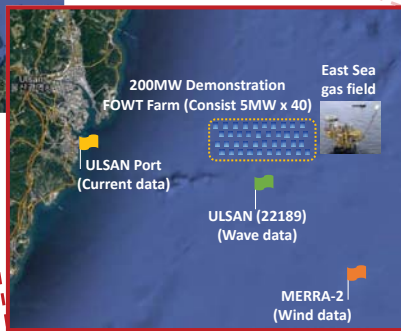 200MW Demonstration
FOWT Farm (Consist 5MW x 40)
East Sea
gas field
ULSAN Port
(Current data)
ULSAN (22189)
(Wave data)
MERRA-2
(Wind data)